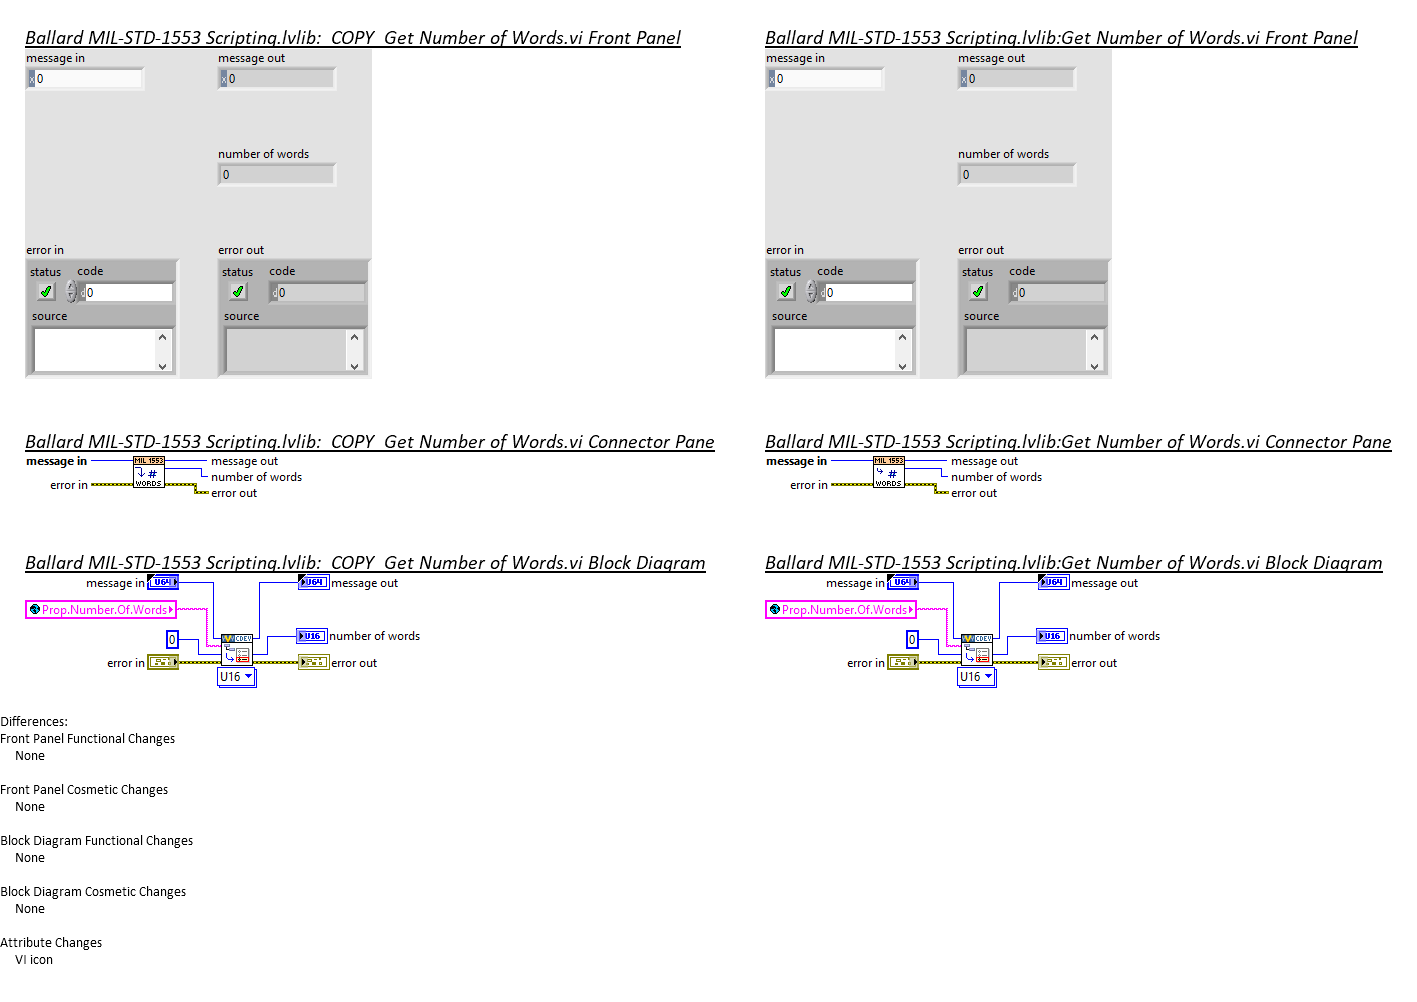 Ballard MIL-STD-1553 Scripting.lvlib:  COPY  Get Number of Words.vi Front Panel
message in
x 0
message out
x 0
number of words
0
error in
error out
status code
d 0
source
status code
d 0
source
Ballard MIL-STD-1553 Scripting.lvlib:Get Number of Words.vi Front Panel
message in
x 0
message out
x 0
number of words
0
error in
error out
status code
d 0
source
status code
d 0
source
Ballard MIL-STD-1553 Scripting.lvlib:  COPY  Get Number of Words.vi Connector Pane
message in
error in
MIL 1553
#
WORDS
message out
number of words
error out
Ballard MIL-STD-1553 Scripting.lvlib:Get Number of Words.vi Connector Pane
message in
error in
MIL 1553
#
WORDS
message out
number of words
error out
Ballard MIL-STD-1553 Scripting.lvlib:  COPY  Get Number of Words.vi Block Diagram
message in U64
U64 message out
Prop.Number.Of.Words
0
CDEV
U16 number of words
error in
error out
U16
Ballard MIL-STD-1553 Scripting.lvlib:Get Number of Words.vi Block Diagram
message in U64
U64 message out
Prop.Number.Of.Words
0
CDEV
U16 number of words
error in
error out
U16
Differences:
Front Panel Functional Changes
None
Front Panel Cosmetic Changes
None
Block Diagram Functional Changes
None
Block Diagram Cosmetic Changes
None
Attribute Changes
VI icon